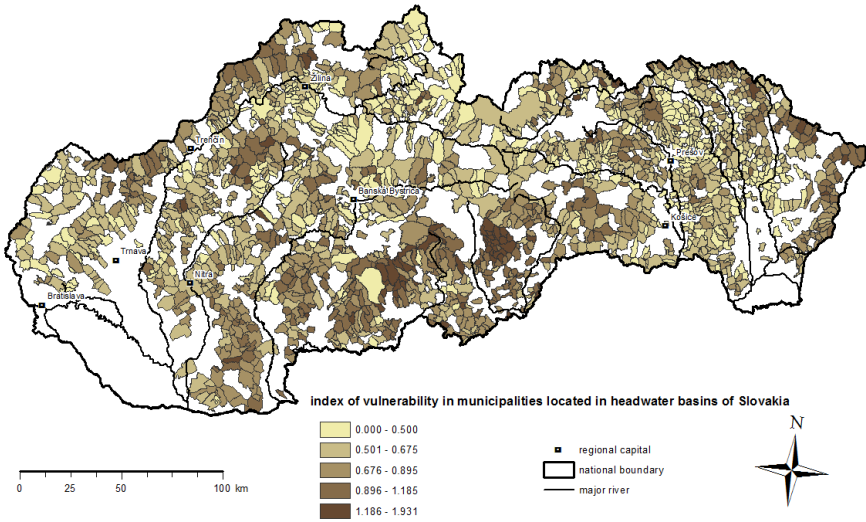 Žilina
Trenčín
Prešov
Banská Bystrica
Košice
Trnava
Nitra
Bratislava
index of vulnerability in municipalities located in headwater basins of Slovakia
0.000 - 0.500
0.501 - 0.675
0.676 - 0.895
0.896 - 1.185
1.186 - 1.931
regional capital
national boundary
major river
N
0 25 50 100 km